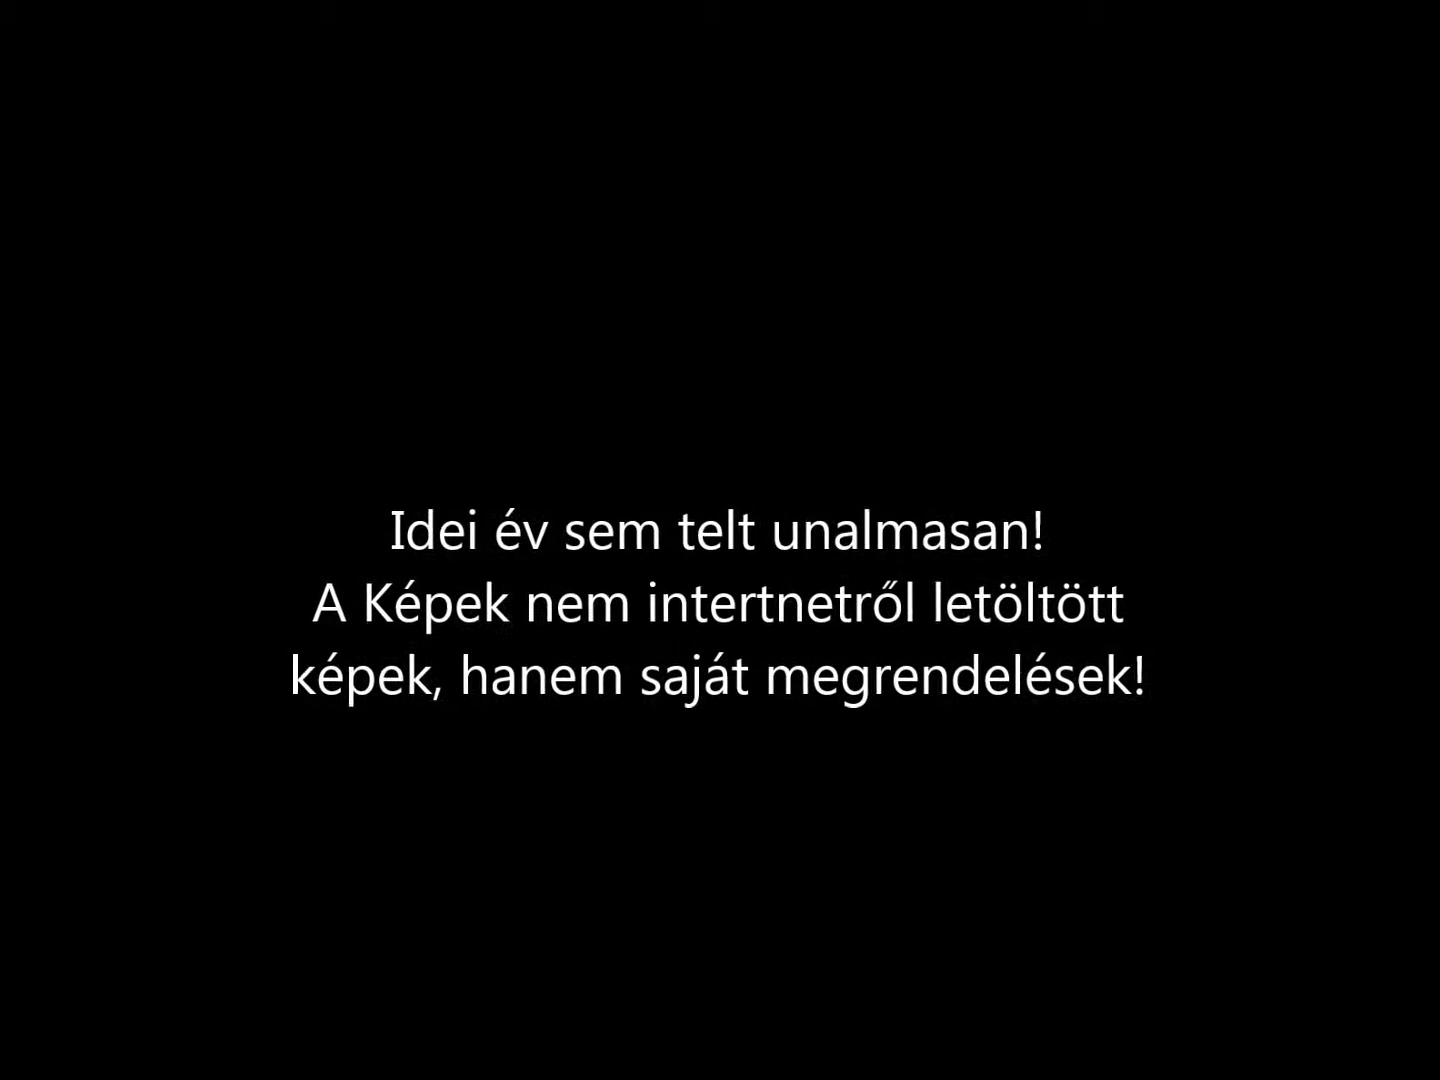 Idei év sem telt unalmasan!
A Képek nem intertnetről letöltött
képek, hanem saját megrendelések!